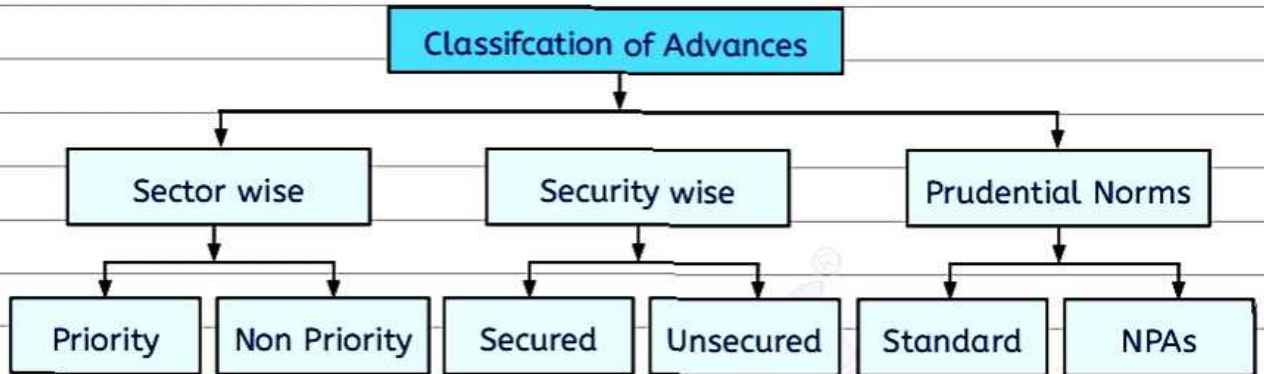 Classifcation of Advances
Sector wise
Security wise
Prudential Norms
Priority
Non Priority
Secured
Unsecured
Standard
NPAs